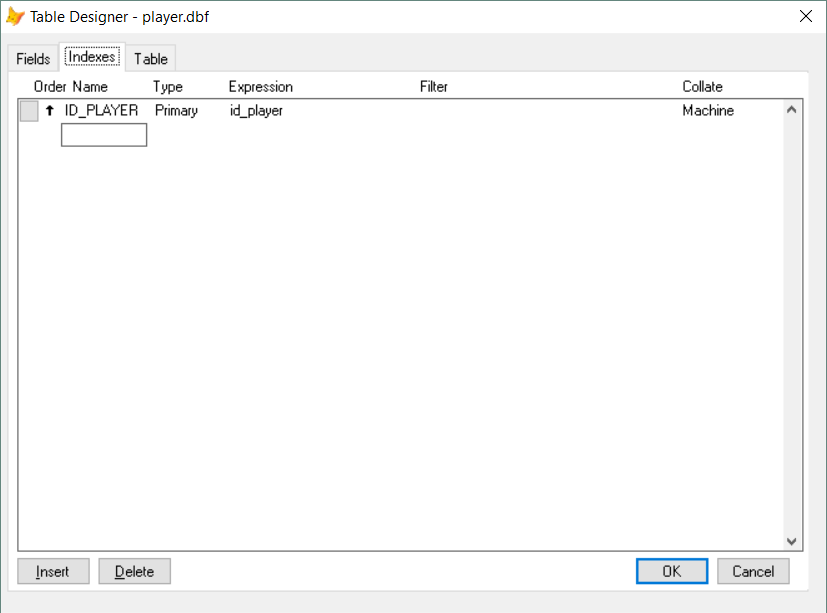 Table Designer - player.dbf
Fields Indexes Table
Order Name Type Expression Filter Collate
ID_PLAYER Primary id_player Machine
Insert Delete OK Cancel